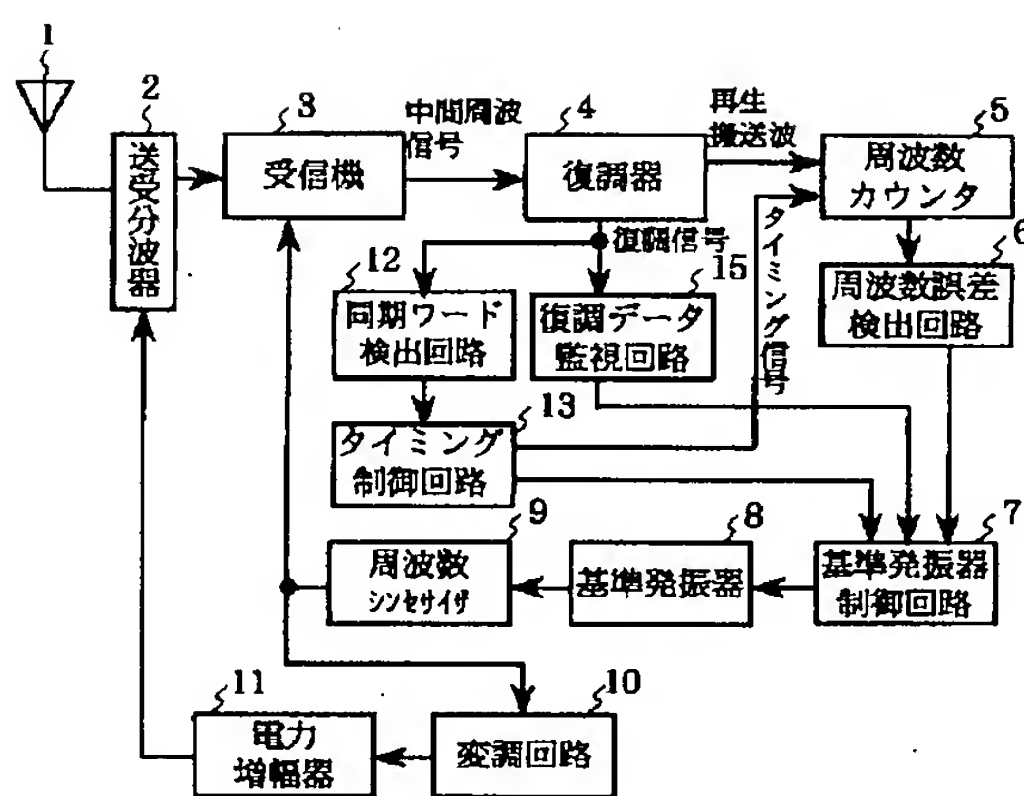 1
2
送受分波器
3
受信機
中間周波
信号
4
復調器
再生
搬送波
5
周波数
カウンタ
タイミング信号
復調信号
6
周波数誤差
検出回路
12
同期ワード
検出回路
15
復調データ
監視回路
13
タイミング
制御回路
9
周波数
シンセサイザ
8
基準発振器
7
基準発振器
制御回路
11
電力
増幅器
10
変調回路